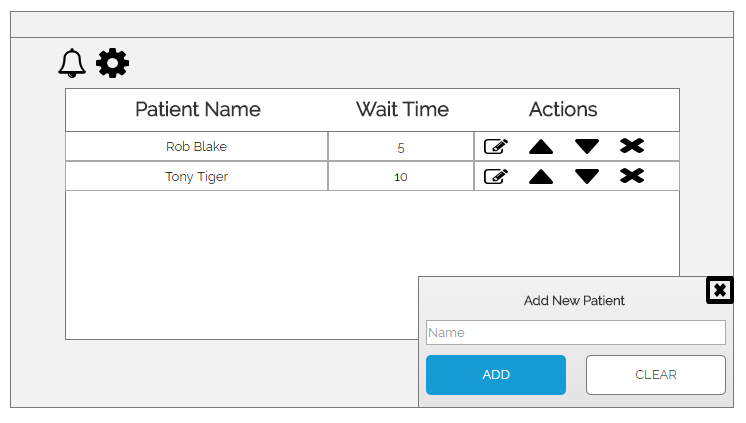 Patient Name Wait Time Actions
Rob Blake 5
Tony Tiger 10
Add New Patient
Name
ADD CLEAR